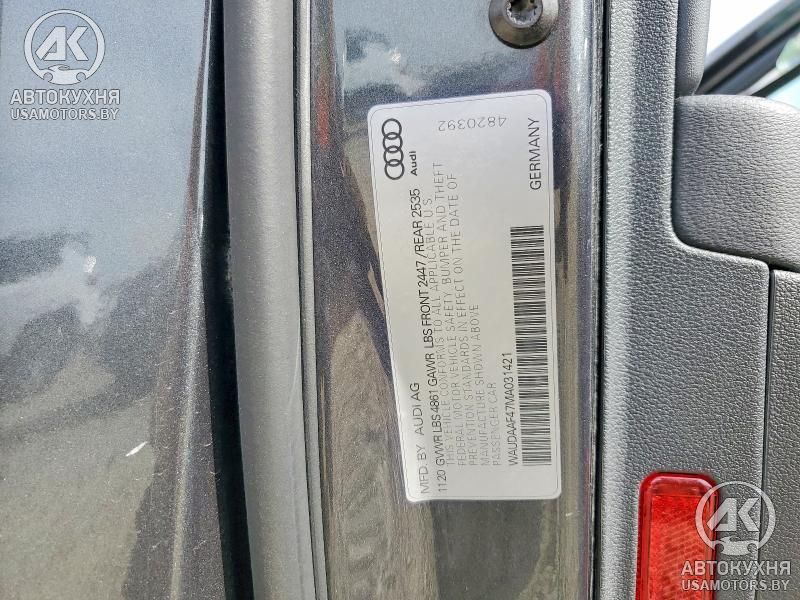 АВТОКУХНЯ
USAMOTORS.BY
4820392
Audi
MFD. BY AUDI AG
1120 GVWR LBS 4861 GAWR LBS FRONT 2447 /REAR 2535
THIS VEHICLE CONFORMS TO ALL APPLICABLE U.S.
FEDERAL MOTOR VEHICLE SAFETY, BUMPER AND THEFT
PREVENTION STANDARDS IN EFFECT ON THE DATE OF
MANUFACTURE SHOWN ABOVE
PASSENGER CAR
WAUDAAF47MA031421
GERMANY
АВТОКУХНЯ
USAMOTORS.BY